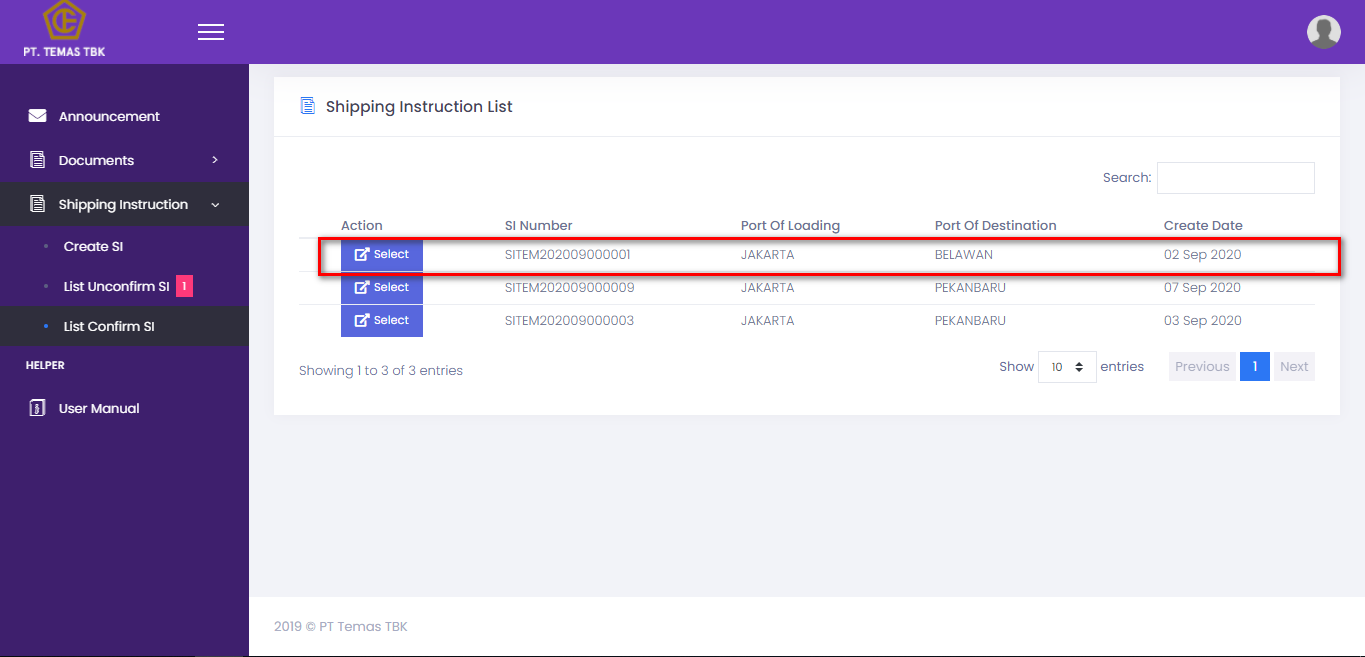 PT. TEMAS TBK
Announcement
Documents
Shipping Instruction
Create SI
List Unconfirm SI 1
List Confirm SI
HELPER
User Manual
Shipping Instruction List
Search:
Action SI Number Port Of Loading Port Of Destination Create Date
Select SITEM202009000001 JAKARTA BELAWAN 02 Sep 2020
Select SITEM202009000009 JAKARTA PEKANBARU 07 Sep 2020
Select SITEM202009000003 JAKARTA PEKANBARU 03 Sep 2020
Showing 1 to 3 of 3 entries Show 10 entries Previous 1 Next
2019 © PT Temas TBK